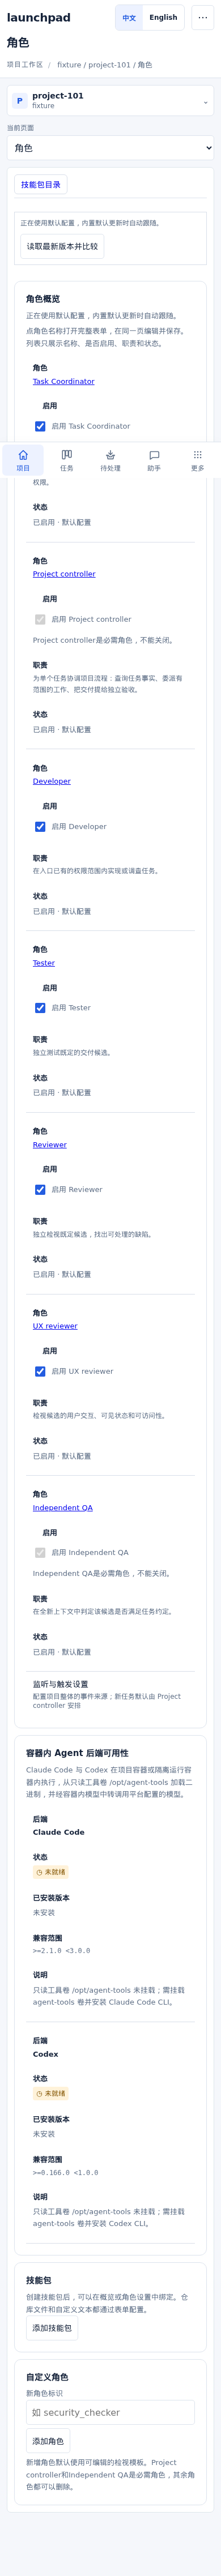 launchpad
中文
English
角色
项目工作区 / fixture / project-101 / 角色
P
project-101
fixture
当前页面
角色
技能包目录
正在使用默认配置，内置默认更新时自动跟随。
读取最新版本并比较
角色概览
正在使用默认配置，内置默认更新时自动跟随。
点角色名称打开完整表单，在同一页编辑并保存。
列表只展示名称、是否启用、职责和状态。
角色
Task Coordinator
启用
启用 Task Coordinator
项目
任务
待处理
助手
更多
权限。
状态
已启用 · 默认配置
角色
Project controller
启用
启用 Project controller
Project controller是必需角色，不能关闭。
职责
为单个任务协调项目流程：查询任务事实、委派有
范围的工作、把交付提给独立验收。
状态
已启用 · 默认配置
角色
Developer
启用
启用 Developer
职责
在入口已有的权限范围内实现或调查任务。
状态
已启用 · 默认配置
角色
Tester
启用
启用 Tester
职责
独立测试既定的交付候选。
状态
已启用 · 默认配置
角色
Reviewer
启用
启用 Reviewer
职责
独立检视既定候选，找出可处理的缺陷。
状态
已启用 · 默认配置
角色
UX reviewer
启用
启用 UX reviewer
职责
检视候选的用户交互、可见状态和可访问性。
状态
已启用 · 默认配置
角色
Independent QA
启用
启用 Independent QA
Independent QA是必需角色，不能关闭。
职责
在全新上下文中判定该候选是否满足任务约定。
状态
已启用 · 默认配置
监听与触发设置
配置项目整体的事件来源；新任务默认由 Project
controller 安排
容器内 Agent 后端可用性
Claude Code 与 Codex 在项目容器或隔离运行容
器内执行，从只读工具卷 /opt/agent-tools 加载二
进制，并经容器内模型中转调用平台配置的模型。
后端
Claude Code
状态
未就绪
已安装版本
未安装
兼容范围
>=2.1.0 <3.0.0
说明
只读工具卷 /opt/agent-tools 未挂载；需挂载
agent-tools 卷并安装 Claude Code CLI。
后端
Codex
状态
未就绪
已安装版本
未安装
兼容范围
>=0.166.0 <1.0.0
说明
只读工具卷 /opt/agent-tools 未挂载；需挂载
agent-tools 卷并安装 Codex CLI。
技能包
创建技能包后，可以在概览或角色设置中绑定。仓
库文件和自定义文本都通过表单配置。
添加技能包
自定义角色
新角色标识
如 security_checker
添加角色
新增角色默认使用可编辑的检视模板。Project
controller和Independent QA是必需角色，其余角
色都可以删除。